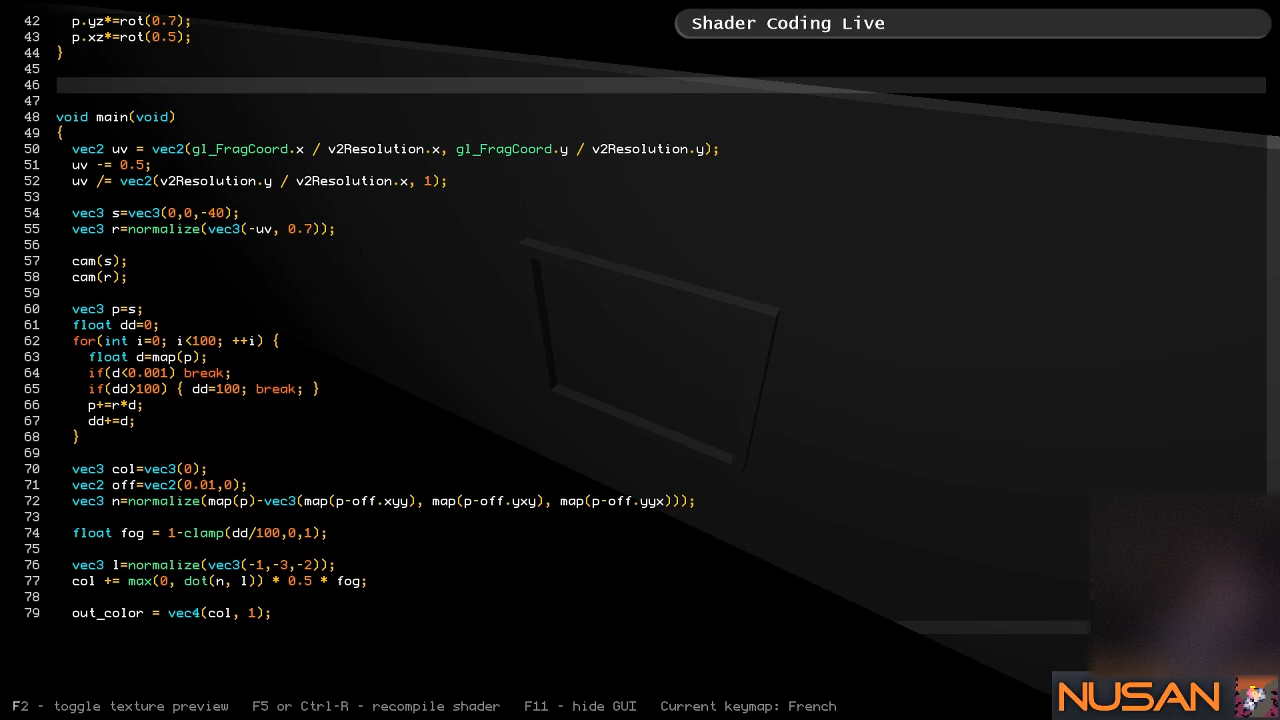 Shader Coding Live
42 p.yz*=rot(0.7);
43 p.xz*=rot(0.5);
44 }
45
46
47
48 void main(void)
49 {
50 vec2 uv = vec2(gl_FragCoord.x / v2Resolution.x, gl_FragCoord.y / v2Resolution.y);
51 uv -= 0.5;
52 uv /= vec2(v2Resolution.y / v2Resolution.x, 1);
53
54 vec3 s=vec3(0,0,-40);
55 vec3 r=normalize(vec3(-uv, 0.7));
56
57 cam(s);
58 cam(r);
59
60 vec3 p=s;
61 float dd=0;
62 for(int i=0; i<100; ++i) {
63 float d=map(p);
64 if(d<0.001) break;
65 if(dd>100) { dd=100; break; }
66 p+=r*d;
67 dd+=d;
68 }
69
70 vec3 col=vec3(0);
71 vec2 off=vec2(0.01,0);
72 vec3 n=normalize(map(p)-vec3(map(p-off.xyy), map(p-off.yxy), map(p-off.yyx)));
73
74 float fog = 1-clamp(dd/100,0,1);
75
76 vec3 l=normalize(vec3(-1,-3,-2));
77 col += max(0, dot(n, l)) * 0.5 * fog;
78
79 out_color = vec4(col, 1);
F2 - toggle texture preview F5 or Ctrl-R - recompile shader F11 - hide GUI Current keymap: French
NUSAN